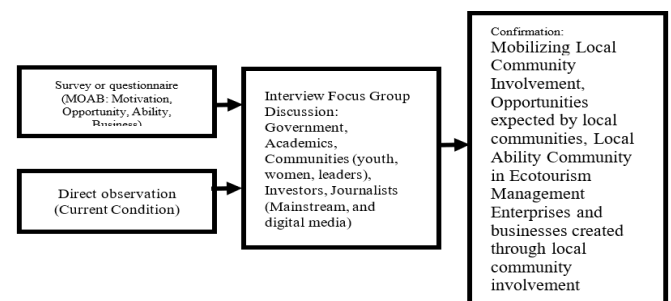 Survey or questionnaire
(MOAB: Motivation,
Opportunity, Ability,
Business)
Direct observation
(Current Condition)
Interview Focus Group
Discussion:
Government,
Academics,
Communities (youth,
women, leaders),
Investors, Journalists
(Mainstream, and
digital media)
Confirmation:
Mobilizing Local
Community
Involvement,
Opportunities
expected by local
communities, Local
Ability Community
in Ecotourism
Management
Enterprises and
businesses created
through local
community
involvement